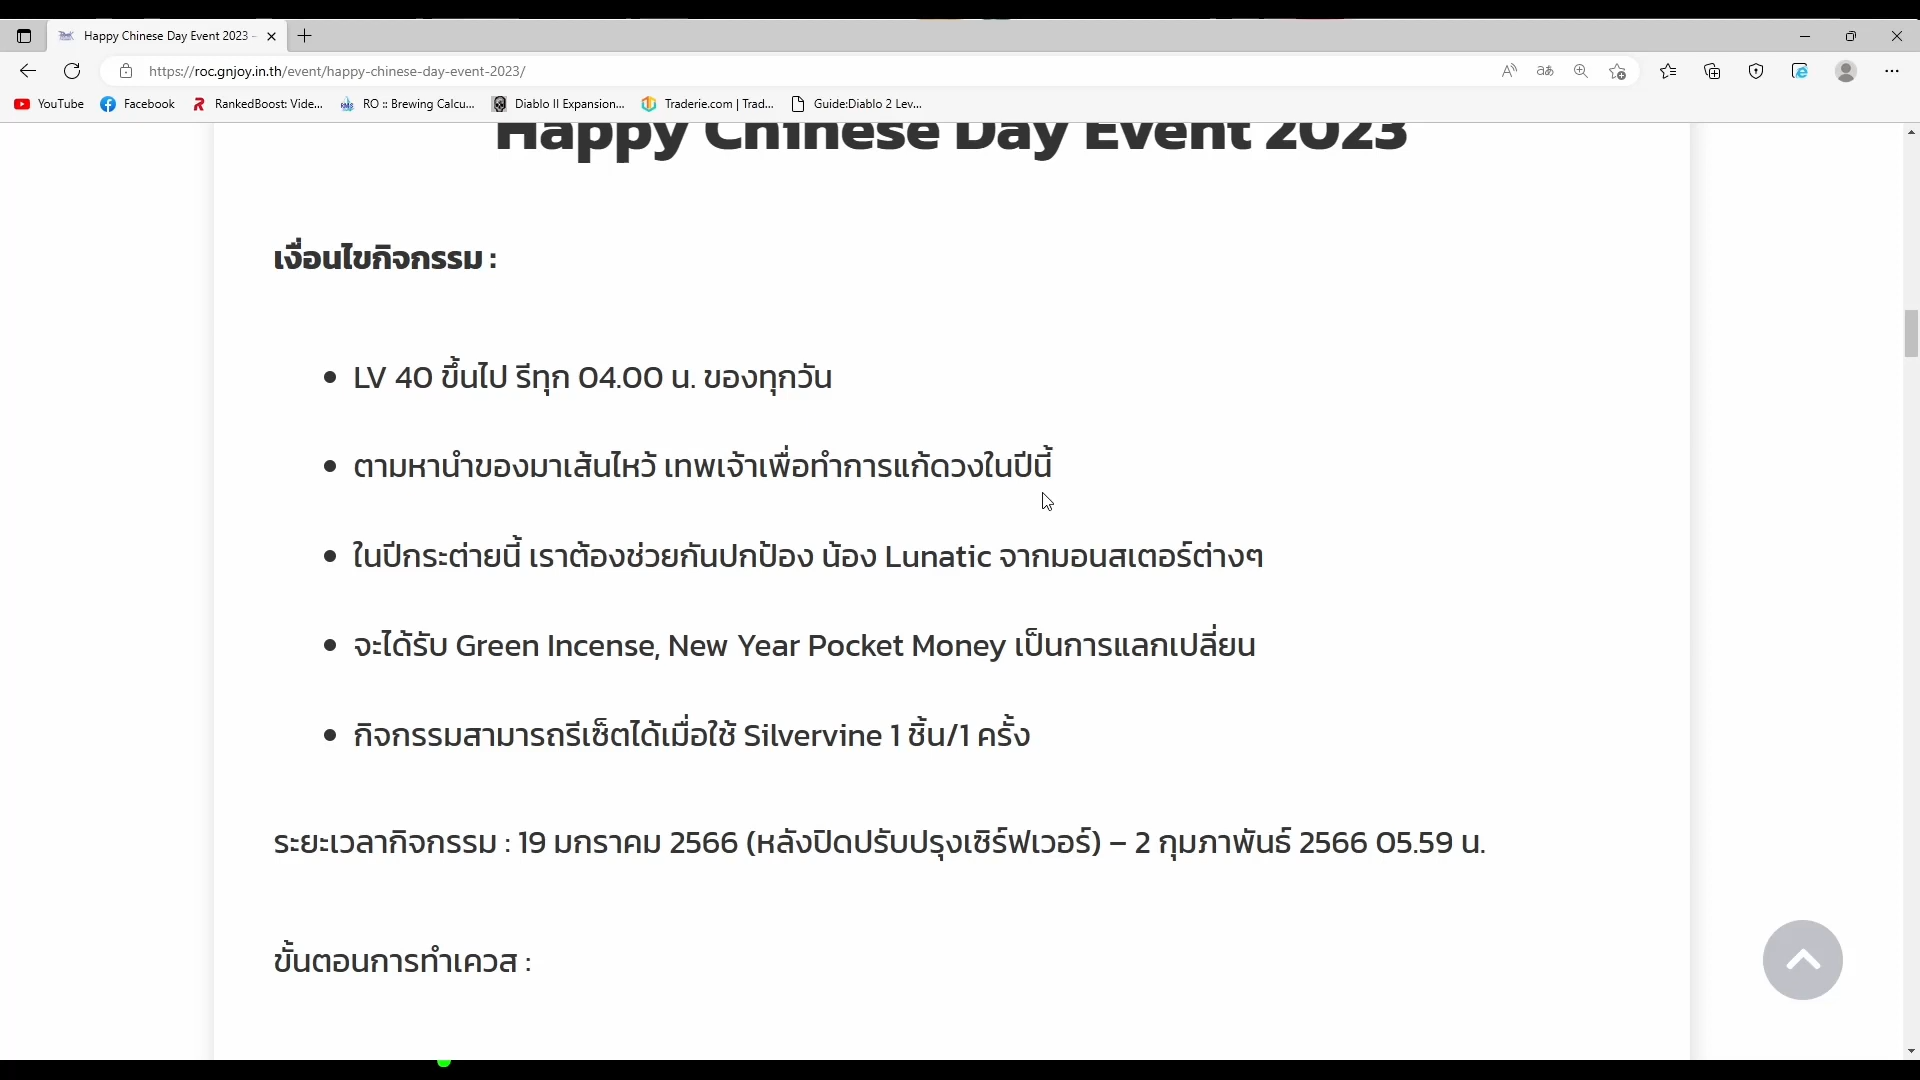 Happy Chinese Day Event 2023 -
https://roc.gnjoy.in.th/event/happy-chinese-day-event-2023/
YouTube Facebook RankedBoost: Vide... RO :: Brewing Calcu... Diablo II Expansion... Traderie.com | Trad... Guide:Diablo 2 Lev...
Happy Chinese Day Event 2023
เงื่อนไขกิจกรรม :
• LV 40 ขึ้นไป รีทุก 04.00 น. ของทุกวัน
• ตามหานำของมาเส้นไหว้ เทพเจ้าเพื่อทำการแก้ดวงในปีนี้
• ในปีกระต่ายนี้ เราต้องช่วยกันปกป้อง น้อง Lunatic จากมอนสเตอร์ต่างๆ
• จะได้รับ Green Incense, New Year Pocket Money เป็นการแลกเปลี่ยน
• กิจกรรมสามารถรีเซ็ตได้เมื่อใช้ Silvervine 1 ชิ้น/1 ครั้ง
ระยะเวลากิจกรรม : 19 มกราคม 2566 (หลังปิดปรับปรุงเซิร์ฟเวอร์) – 2 กุมภาพันธ์ 2566 05.59 น.
ขั้นตอนการทำเควส :